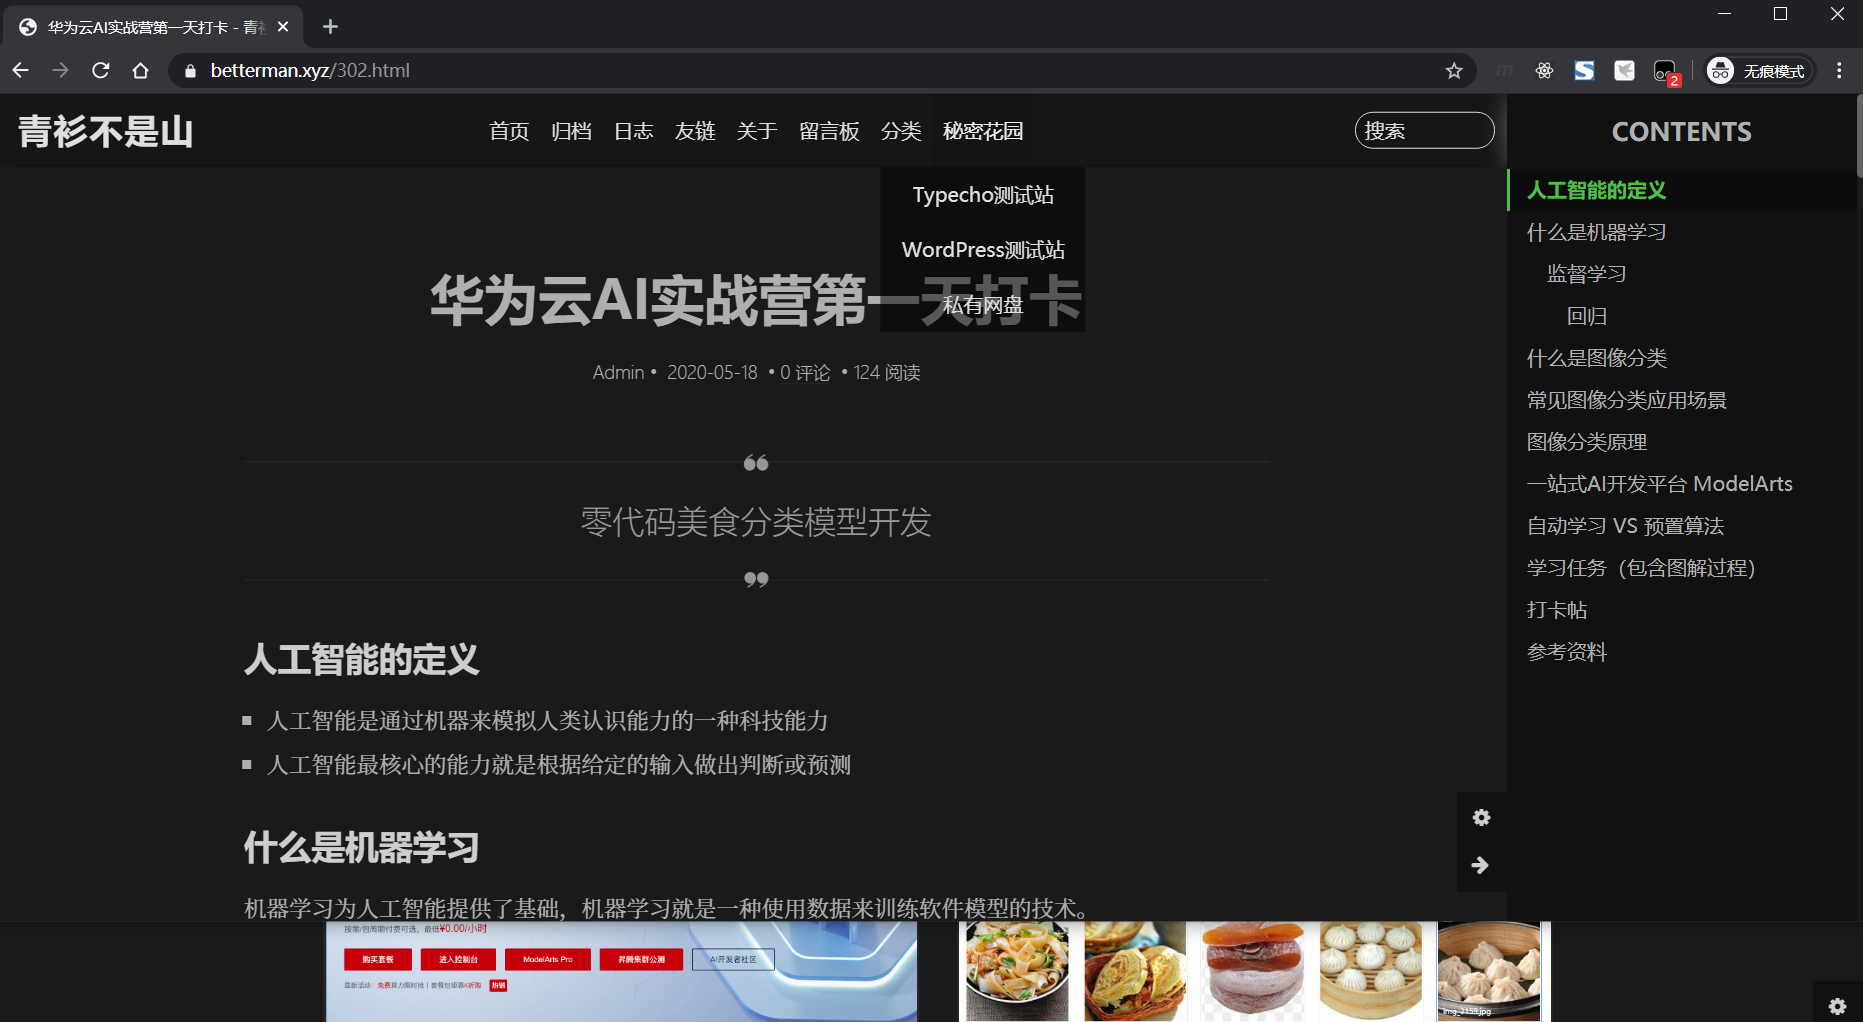 华为云AI实战营第一天打卡 - 青衫
betterman.xyz/302.html
2
无痕模式
青衫不是山
首页 归档 日志 友链 关于 留言板 分类 秘密花园
搜索
Typecho测试站
WordPress测试站
私有网盘
华为云AI实战营第一天打卡
Admin • 2020-05-18 • 0 评论 • 124 阅读
❝
零代码美食分类模型开发
❞
人工智能的定义
人工智能是通过机器来模拟人类认识能力的一种科技能力
人工智能最核心的能力就是根据给定的输入做出判断或预测
什么是机器学习
机器学习为人工智能提供了基础，机器学习就是一种使用数据来训练软件模型的技术。
按需/包周期付费可选，最低¥0.00/小时
购买套餐 进入控制台 ModelArts Pro 昇腾集群公测 AI开发者社区
最新活动：免费算力限时抢 | 套餐包钜惠4折购 热销
img_2159.jpg
CONTENTS
人工智能的定义
什么是机器学习
监督学习
回归
什么是图像分类
常见图像分类应用场景
图像分类原理
一站式AI开发平台 ModelArts
自动学习 VS 预置算法
学习任务（包含图解过程）
打卡帖
参考资料